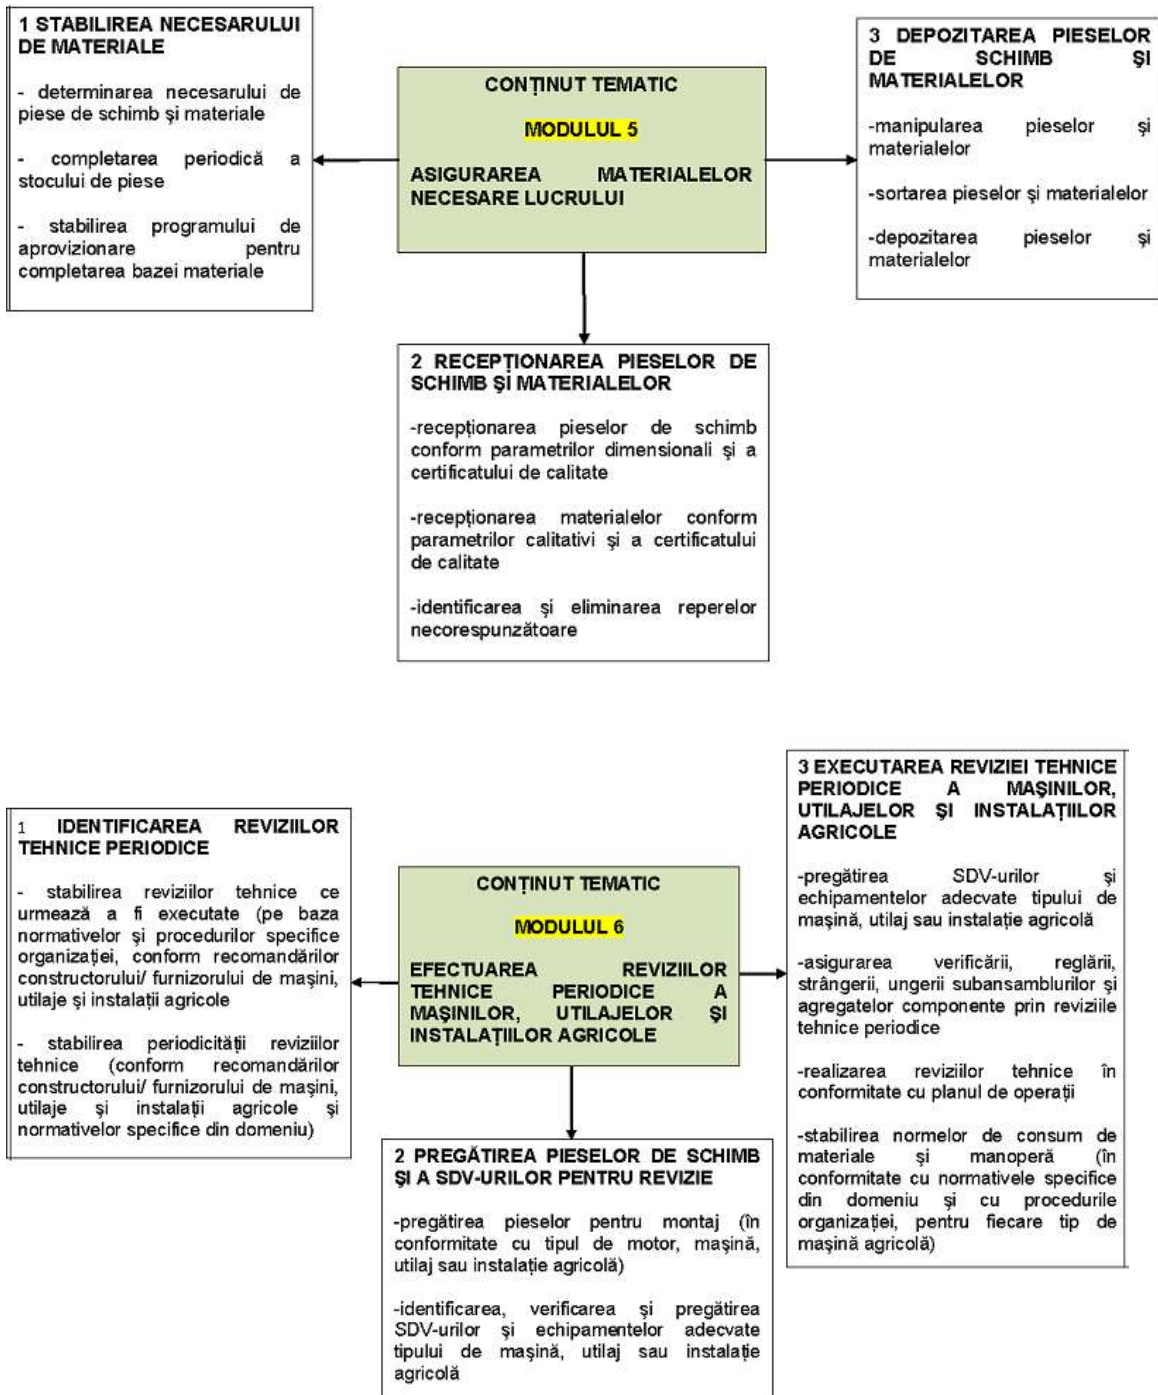 1 STABILIREA NECESARULUI
DE MATERIALE
- determinarea necesarului de
piese de schimb şi materiale
- completarea periodică a
stocului de piese
- stabilirea programului de
aprovizionare pentru
completarea bazei materiale
CONŢINUT TEMATIC
MODULUL 5
ASIGURAREA MATERIALELOR
NECESARE LUCRULUI
3 DEPOZITAREA PIESELOR
DE SCHIMB ŞI
MATERIALELOR
-manipularea pieselor şi
materialelor
-sortarea pieselor şi materialelor
-depozitarea pieselor şi
materialelor
2 RECEPŢIONAREA PIESELOR DE
SCHIMB ŞI MATERIALELOR
-recepţionarea pieselor de schimb
conform parametrilor dimensionali şi a
certificatului de calitate
-recepţionarea materialelor conform
parametrilor calitativi şi a certificatului
de calitate
-identificarea şi eliminarea reperelor
necorespunzătoare
1 IDENTIFICAREA REVIZIILOR
TEHNICE PERIODICE
- stabilirea reviziilor tehnice ce
urmează a fi executate (pe baza
normativelor şi procedurilor specifice
organizaţiei, conform recomandărilor
constructorului/ furnizorului de maşini,
utilaje şi instalaţii agricole
- stabilirea periodicităţii reviziilor
tehnice (conform recomandărilor
constructorului/ furnizorului de maşini,
utilaje şi instalaţii agricole şi
normativelor specifice din domeniu)
CONŢINUT TEMATIC
MODULUL 6
EFECTUAREA REVIZIILOR
TEHNICE PERIODICE A
MAŞINILOR, UTILAJELOR ŞI
INSTALAŢIILOR AGRICOLE
3 EXECUTAREA REVIZIEI TEHNICE
PERIODICE A MAŞINILOR,
UTILAJELOR ŞI INSTALAŢIILOR
AGRICOLE
-pregătirea SDV-urilor şi
echipamentelor adecvate tipului de
maşină, utilaj sau instalaţie agricolă
-asigurarea verificării, reglării,
strângerii, ungerii subansamblurilor şi
agregatelor componente prin reviziile
tehnice periodice
-realizarea reviziilor tehnice în
conformitate cu planul de operaţii
-stabilirea normelor de consum de
materiale şi manoperă (în
conformitate cu normativele specifice
din domeniu şi cu procedurile
organizaţiei, pentru fiecare tip de
maşină agricolă)
2 PREGĂTIREA PIESELOR DE SCHIMB
ŞI A SDV-URILOR PENTRU REVIZIE
-pregătirea pieselor pentru montaj (în
conformitate cu tipul de motor, maşină,
utilaj sau instalaţie agricolă)
-identificarea, verificarea şi pregătirea
SDV-urilor şi echipamentelor adecvate
tipului de maşină, utilaj sau instalaţie
agricolă